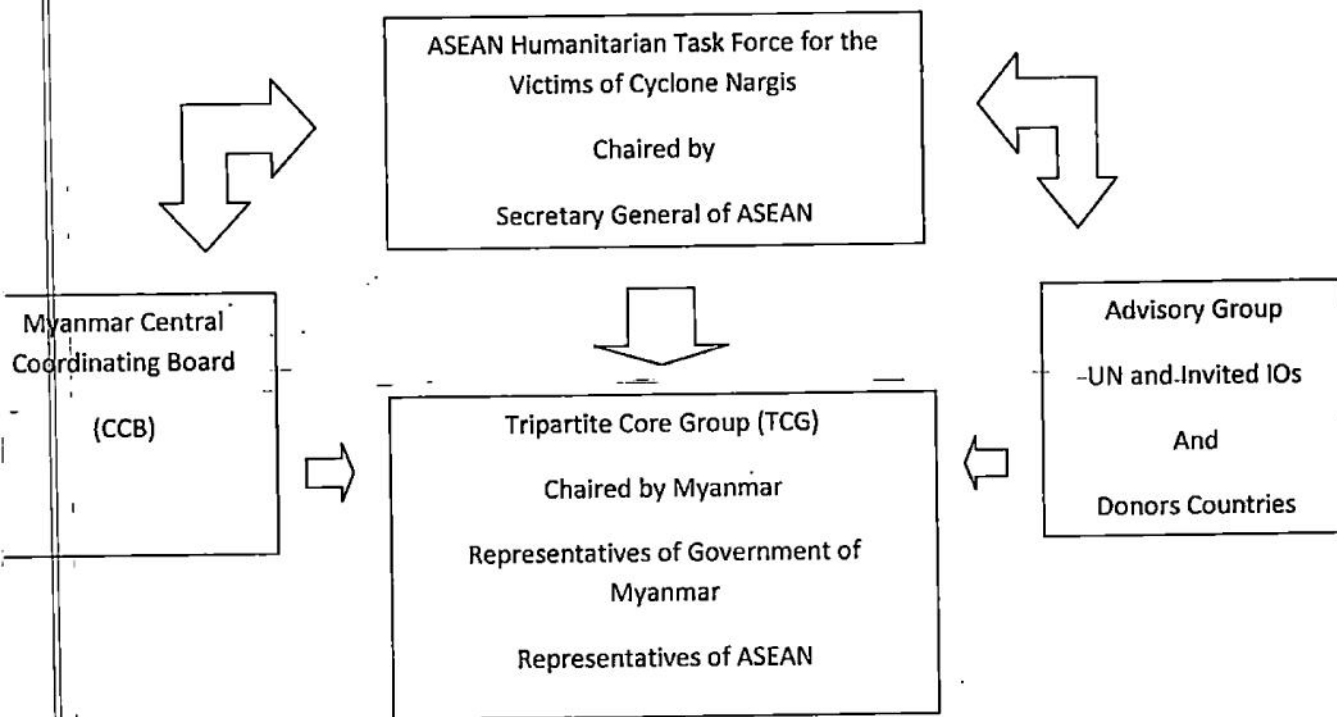 ASEAN Humanitarian Task Force for the
Victims of Cyclone Nargis
Chaired by
Secretary General of ASEAN
Myanmar Central
Coordinating Board
(CCB)
Advisory Group
-UN and Invited IOs
And
Donors Countries
Tripartite Core Group (TCG)
Chaired by Myanmar
Representatives of Government of
Myanmar
Representatives of ASEAN